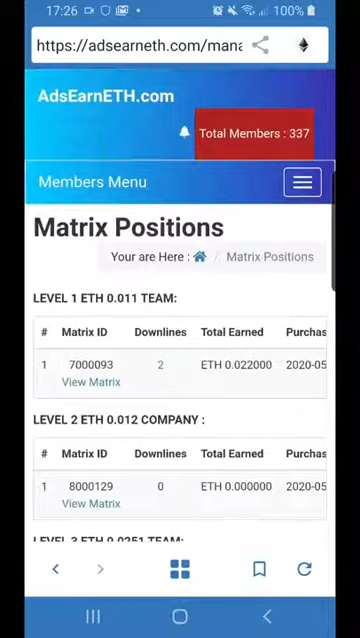 17:26 100%
https://adsearneth.com/mana
AdsEarnETH.com
Total Members : 337
Members Menu
Matrix Positions
Your are Here : / Matrix Positions
LEVEL 1 ETH 0.011 TEAM:
# Matrix ID Downlines Total Earned Purchas
1 7000093 2 ETH 0.022000 2020-05
View Matrix
LEVEL 2 ETH 0.012 COMPANY :
# Matrix ID Downlines Total Earned Purchas
1 8000129 0 ETH 0.000000 2020-05
View Matrix
LEVEL 3 ETH 0.0251 TEAM: